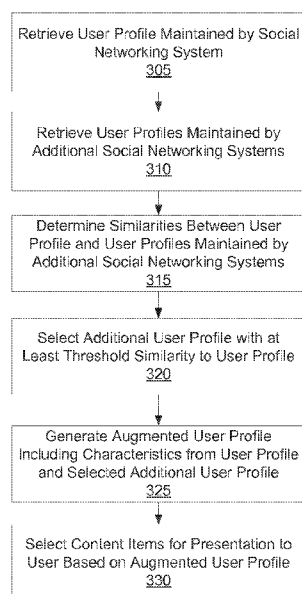 Retrieve User Profile Maintained by Social
Networking System
305
Retrieve User Profiles Maintained by
Additional Social Networking Systems
310
Determine Similarities Between User
Profile and User Profiles Maintained by
Additional Social Networking Systems
315
Select Additional User Profile with at
Least Threshold Similarity to User Profile
320
Generate Augmented User Profile
Including Characteristics from User Profile
and Selected Additional User Profile
325
Select Content Items for Presentation to
User Based on Augmented User Profile
330